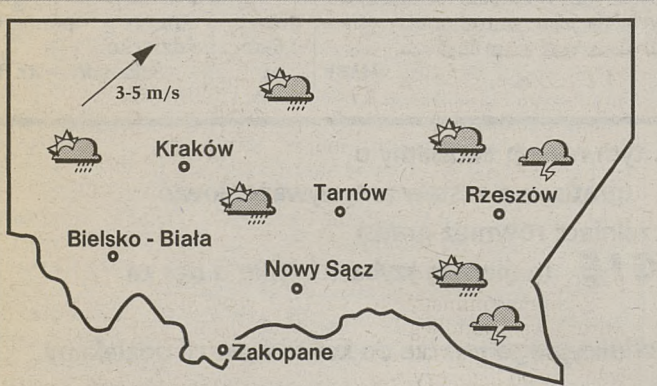 3-5 m/s
Kraków
Tarnów
Rzeszów
Bielsko - Biała
Nowy Sącz
Zakopane